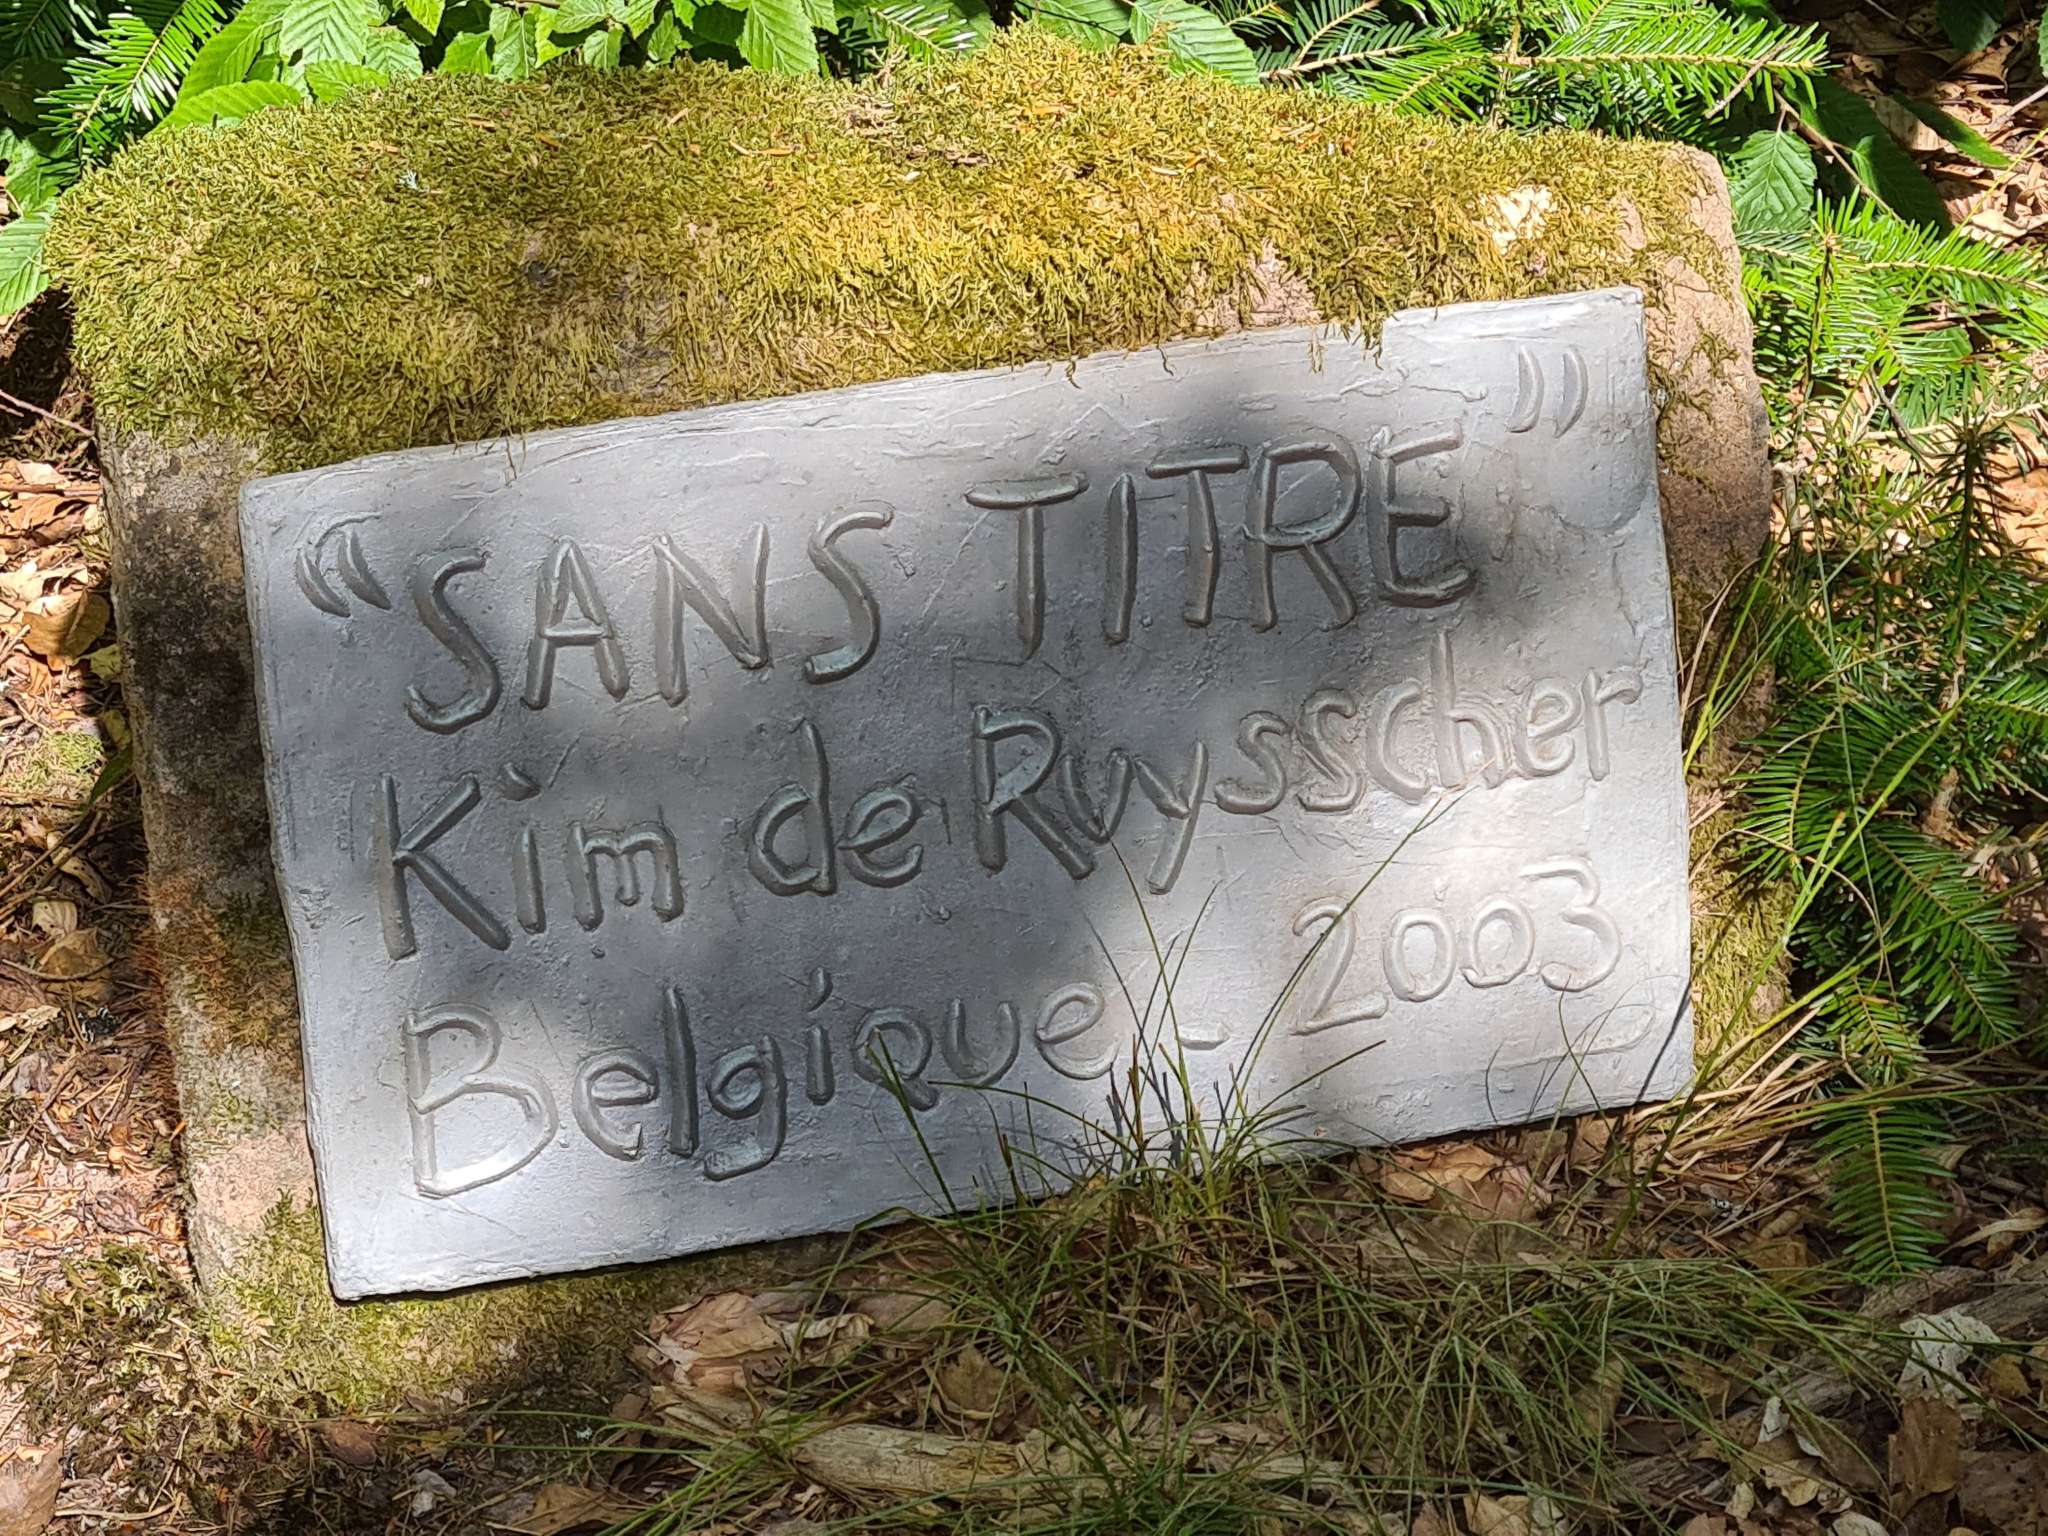 "SANS TITRE"
Kim de Ruysscher
Belgique - 2003